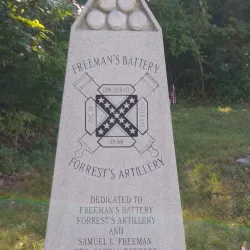 FREEMAN'S BATTERY
FORREST'S ARTILLERY
DEDICATED TO
FREEMAN'S BATTERY
FORREST'S ARTILLERY
AND
SAMUEL L. FREEMAN